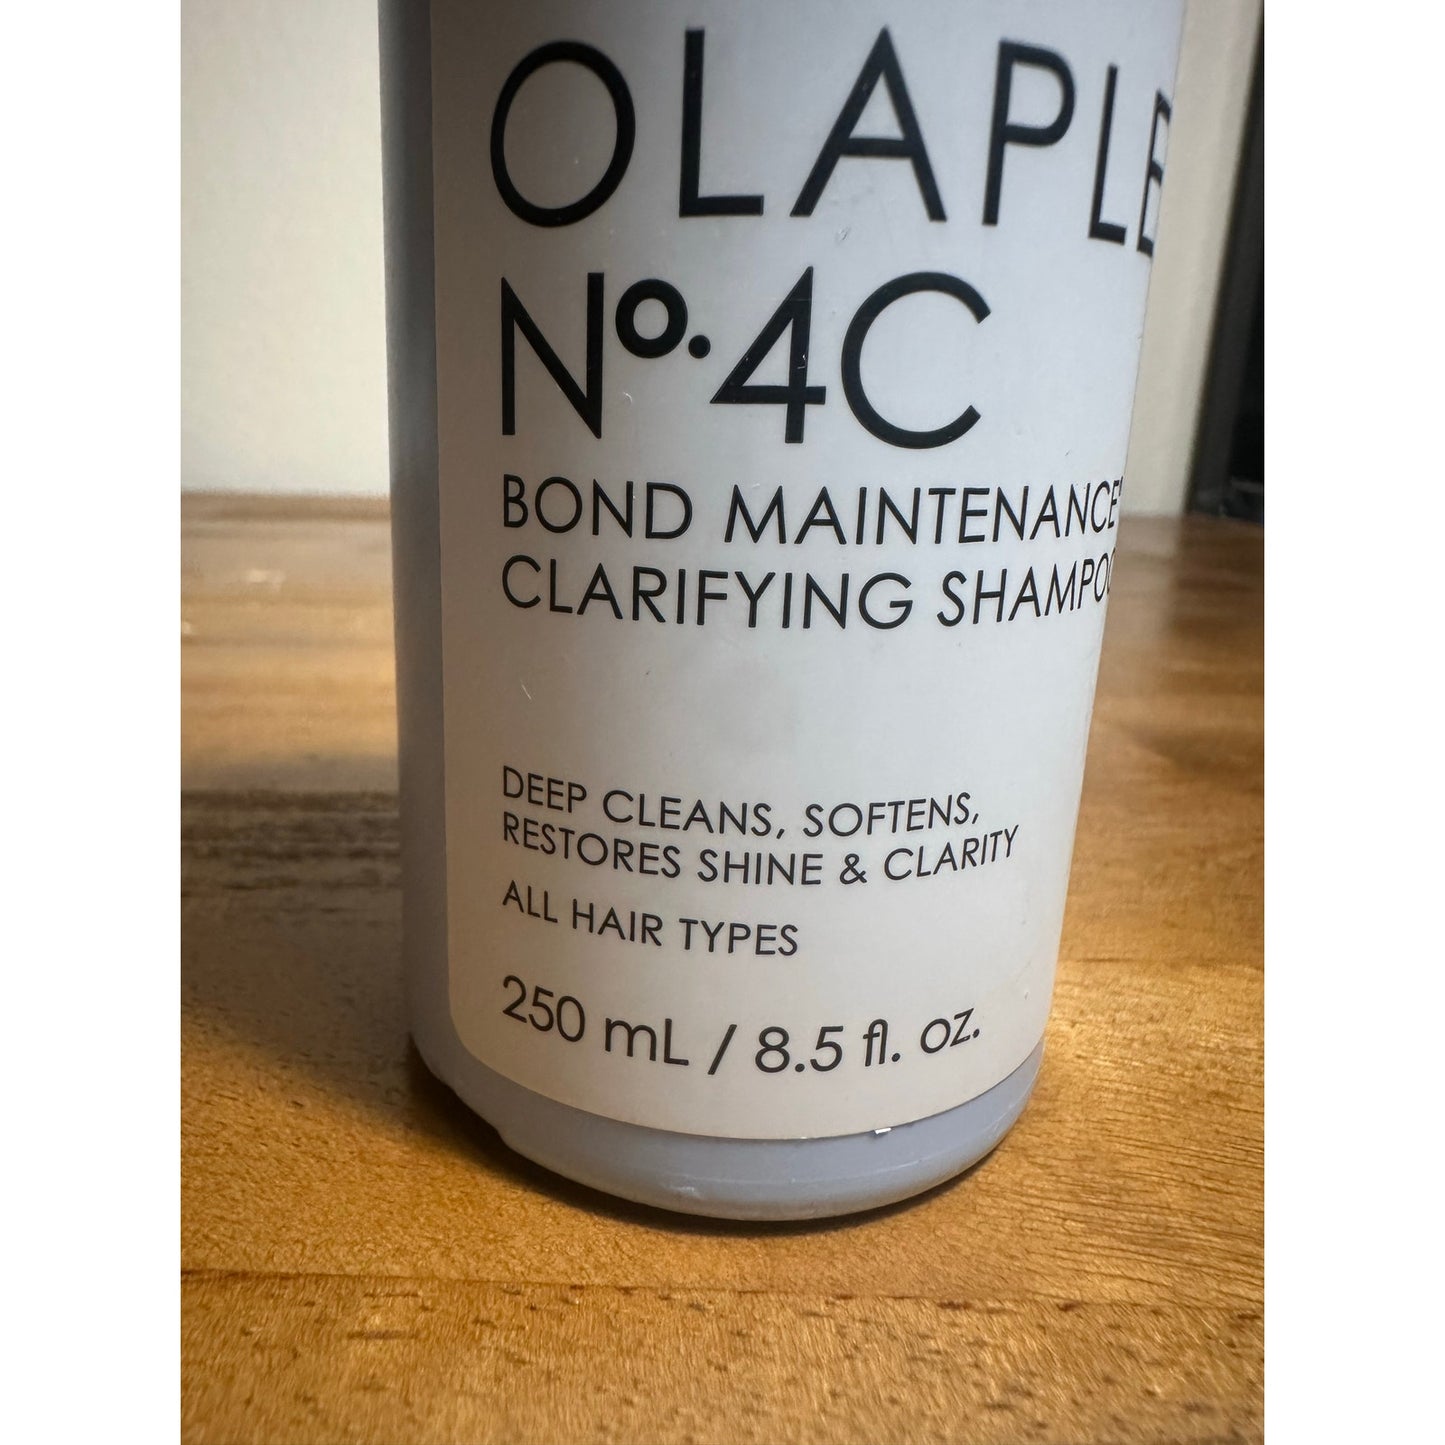 OLAPLE
Nº.4C
BOND MAINTENANCE
CLARIFYING SHAMPOO
DEEP CLEANS, SOFTENS,
RESTORES SHINE & CLARITY
ALL HAIR TYPES
250 mL / 8.5 fl. oz.